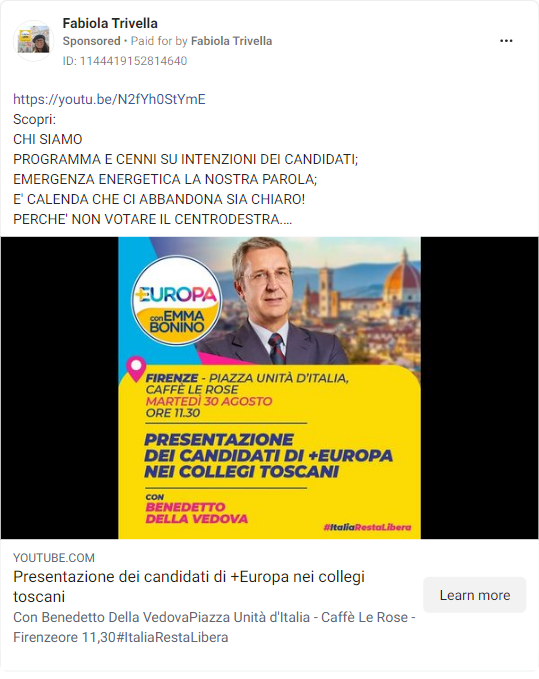 Fabiola Trivella
Sponsored • Paid for by Fabiola Trivella
ID: 1144419152814640
https://youtu.be/N2fYh0StYmE
Scopri:
CHI SIAMO
PROGRAMMA E CENNI SU INTENZIONI DEI CANDIDATI;
EMERGENZA ENERGETICA LA NOSTRA PAROLA;
E' CALENDA CHE CI ABBANDONA SIA CHIARO!
PERCHE' NON VOTARE IL CENTRODESTRA....
+EUROPA
con EMMA
BONINO
FIRENZE - PIAZZA UNITÀ D'ITALIA,
CAFFÈ LE ROSE
MARTEDÌ 30 AGOSTO
ORE 11.30
PRESENTAZIONE
DEI CANDIDATI DI +EUROPA
NEI COLLEGI TOSCANI
CON
BENEDETTO
DELLA VEDOVA
#ItaliaRestaLibera
YOUTUBE.COM
Presentazione dei candidati di +Europa nei collegi
toscani
Con Benedetto Della VedovaPiazza Unità d'Italia - Caffè Le Rose -
Firenzeore 11,30#ItaliaRestaLibera
Learn more